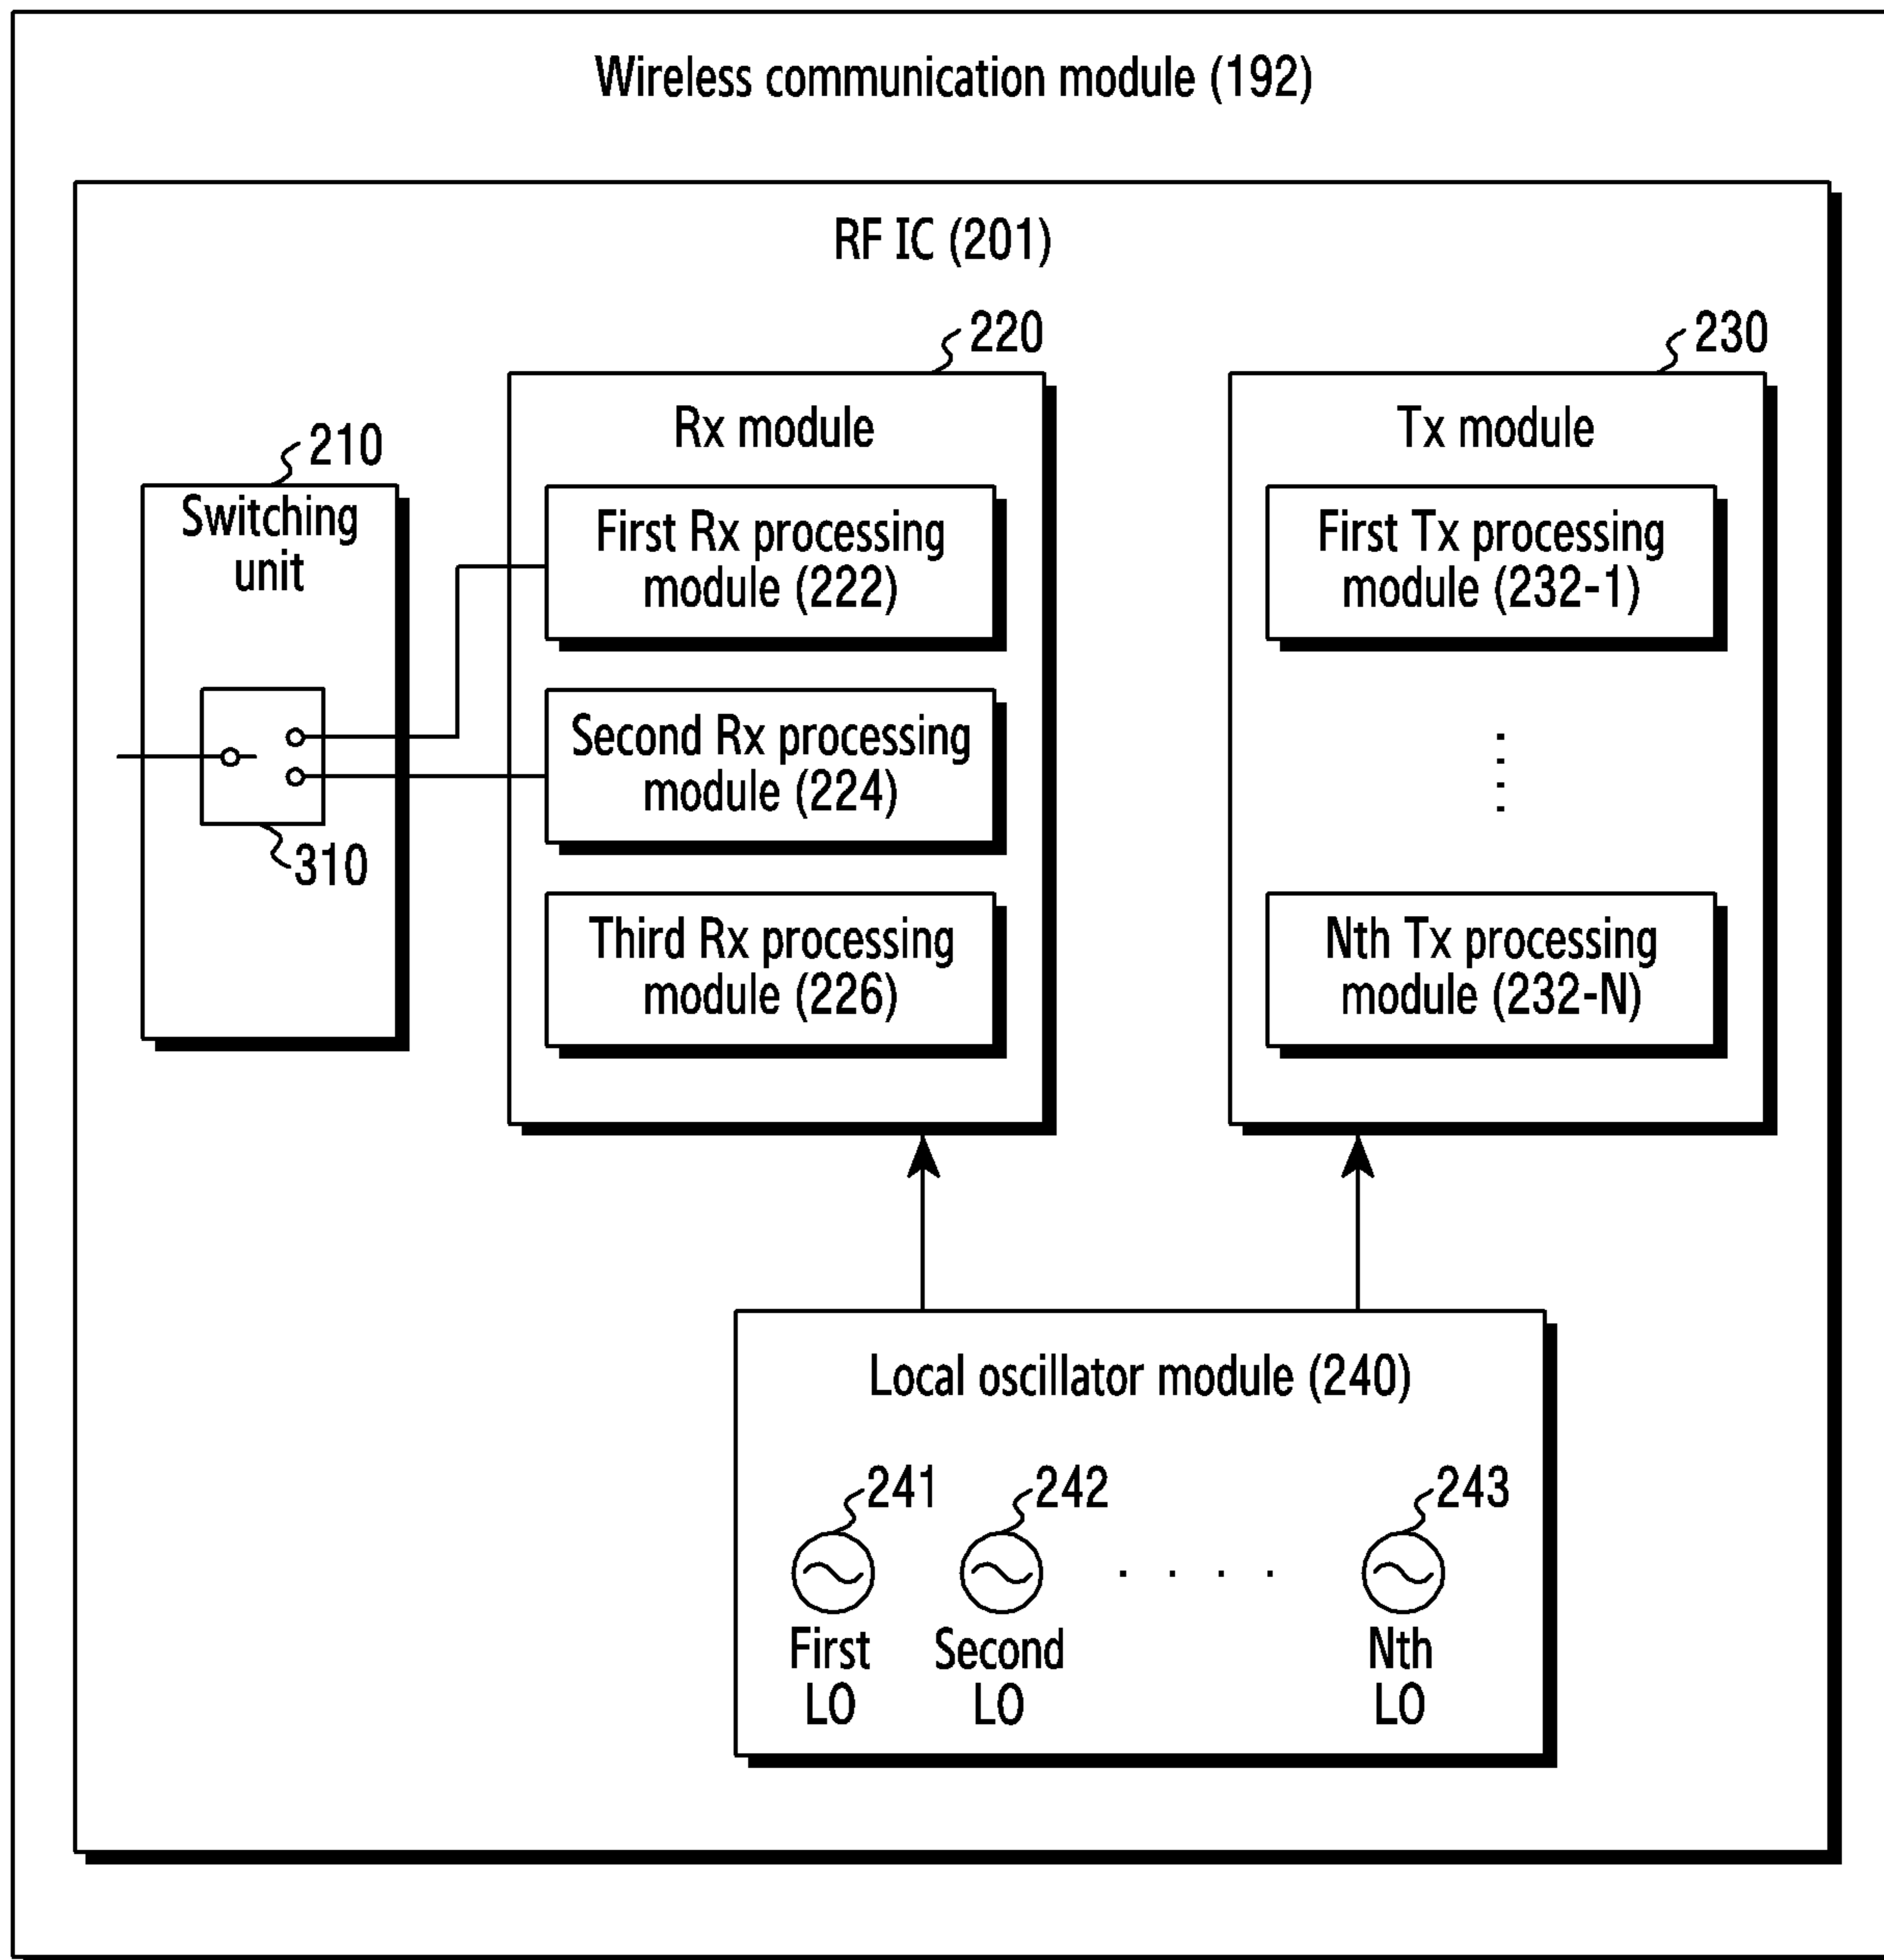 Wireless communication module (192)
RF IC (201)
210
Switching
unit
310
220
Rx module
First Rx processing
module (222)
Second Rx processing
module (224)
Third Rx processing
module (226)
230
Tx module
First Tx processing
module (232-1)
Nth Tx processing
module (232-N)
Local oscillator module (240)
241
First
LO
242
Second
LO
243
Nth
LO